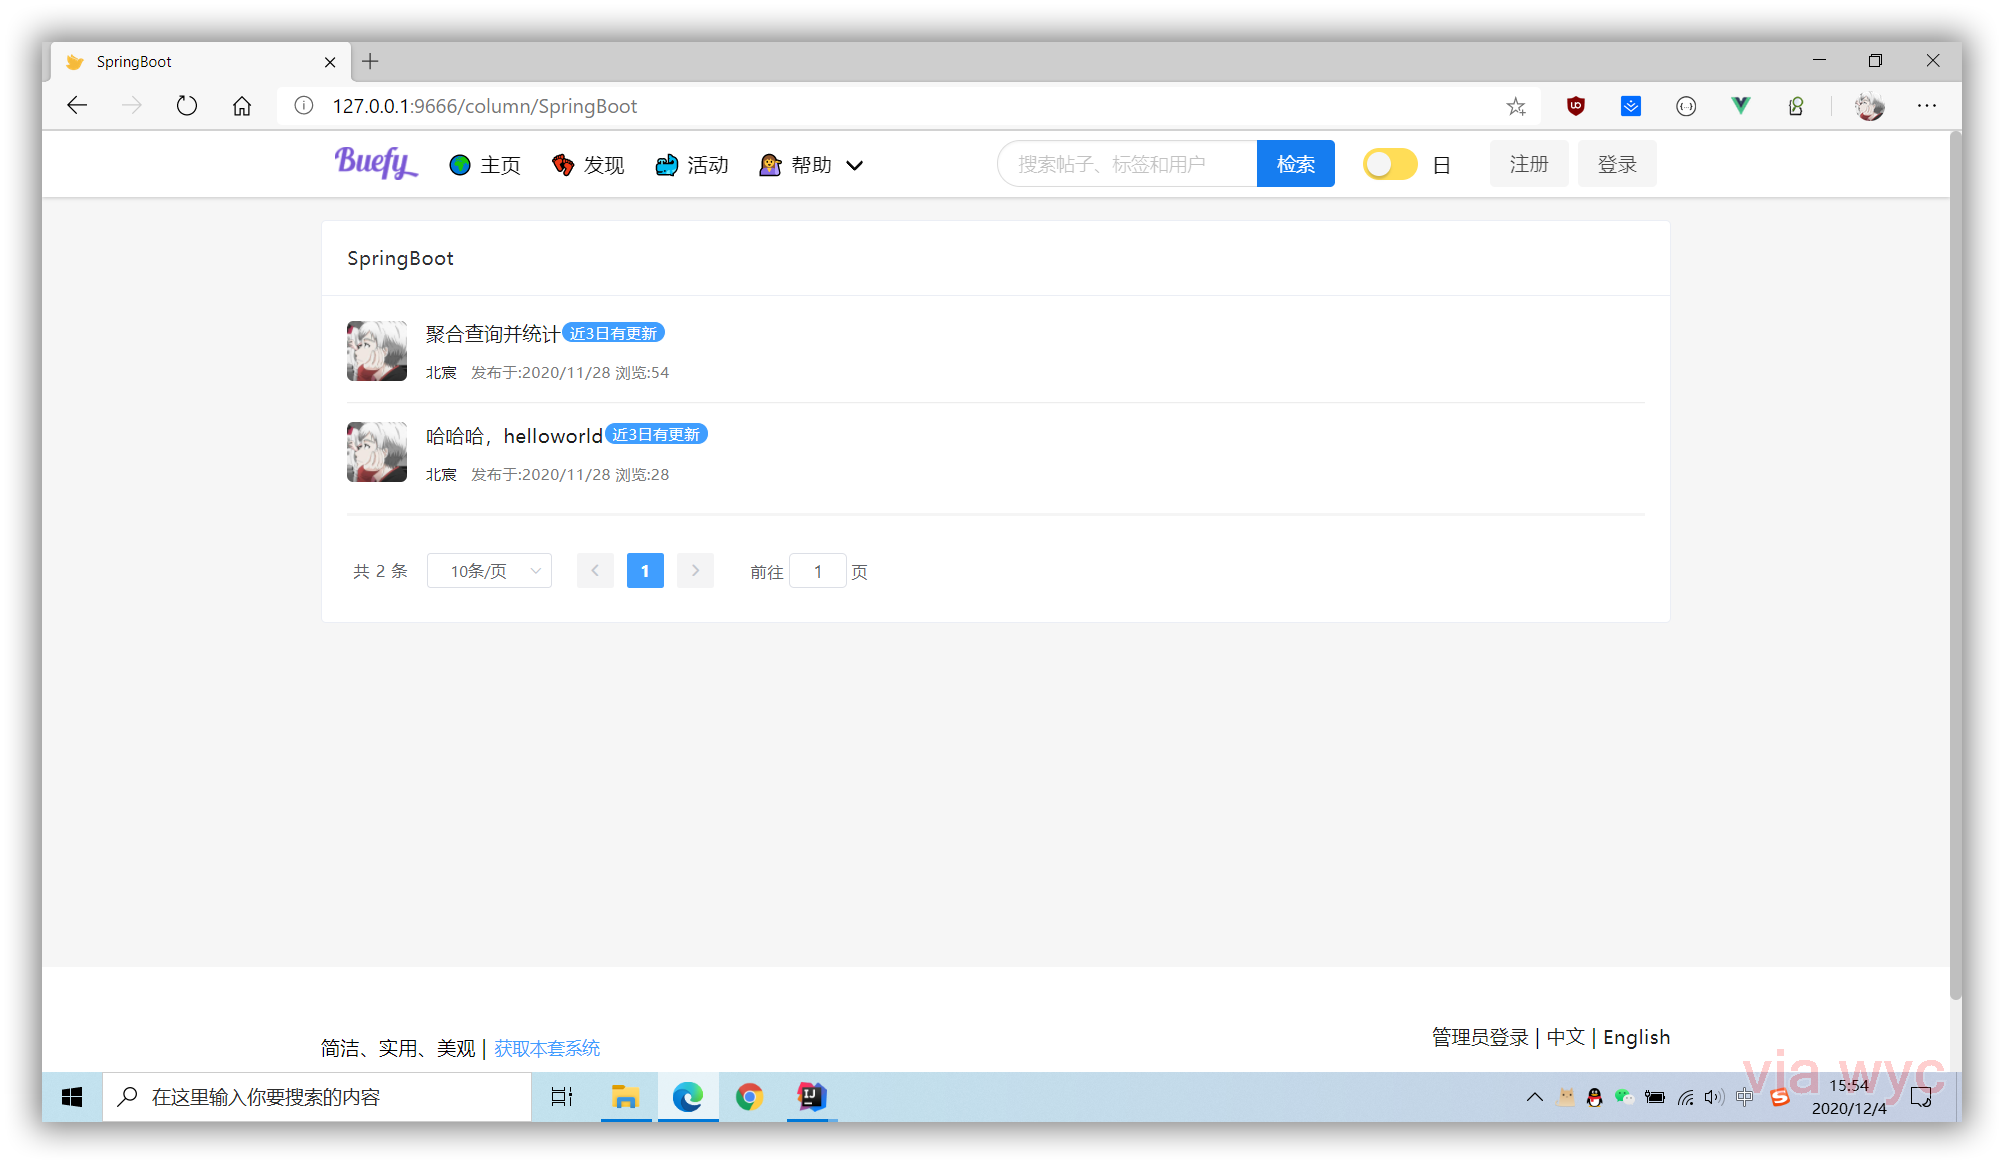 SpringBoot
127.0.0.1:9666/column/SpringBoot
Buefy 主页 发现 活动 帮助 搜索帖子、标签和用户 检索 日 注册 登录
SpringBoot
聚合查询并统计 近3日有更新
北宸 发布于:2020/11/28 浏览:54
哈哈哈，helloworld 近3日有更新
北宸 发布于:2020/11/28 浏览:28
共 2 条 10条/页 1 前往 1 页
简洁、实用、美观 | 获取本套系统
管理员登录 | 中文 | English
via wyc
在这里输入你要搜索的内容
中
15:54
2020/12/4